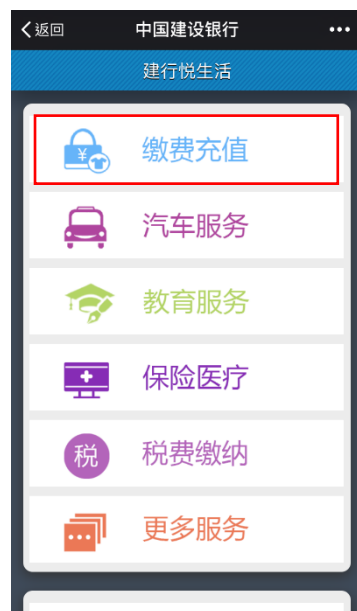 返回 中国建设银行
建行悦生活
¥
缴费充值
汽车服务
教育服务
保险医疗
税 税费缴纳
更多服务